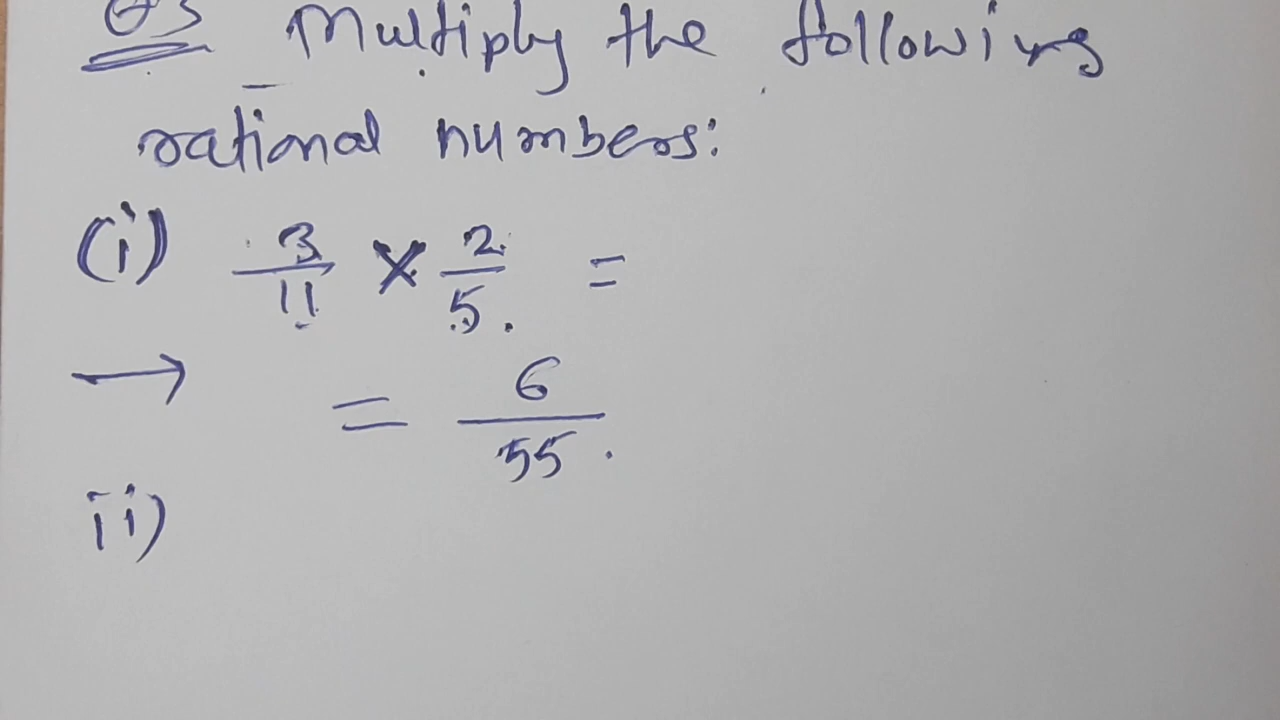 Q3 Multiply the following
rational numbers:
(i) 3/11 × 2/5 =
→ = 6/55.
ii)